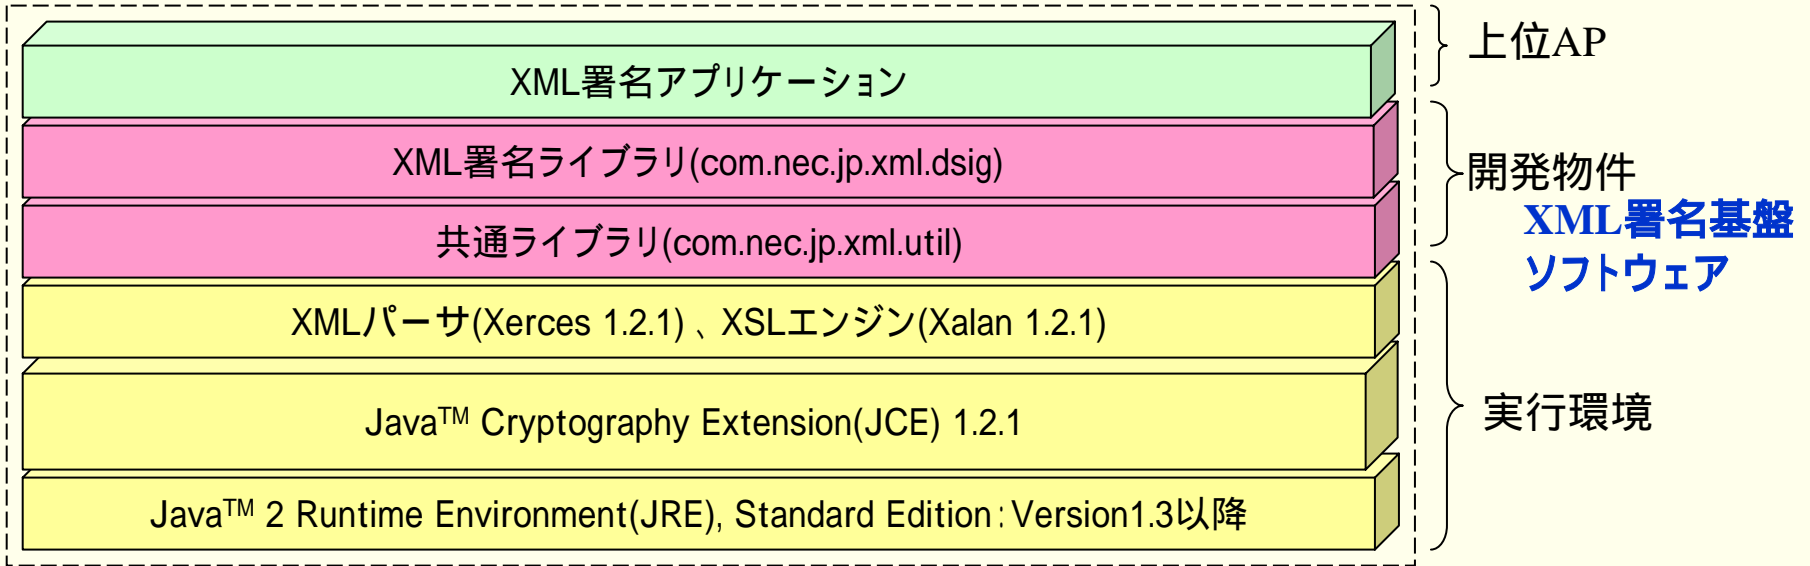 XML署名アプリケーション
上位AP
XML署名ライブラリ(com.nec.jp.xml.dsig)
共通ライブラリ(com.nec.jp.xml.util)
開発物件
XML署名基盤
ソフトウェア
XMLパーサ(Xerces 1.2.1) 、XSLエンジン(Xalan 1.2.1)
Java™ Cryptography Extension(JCE) 1.2.1
Java™ 2 Runtime Environment(JRE), Standard Edition：Version1.3以降
実行環境